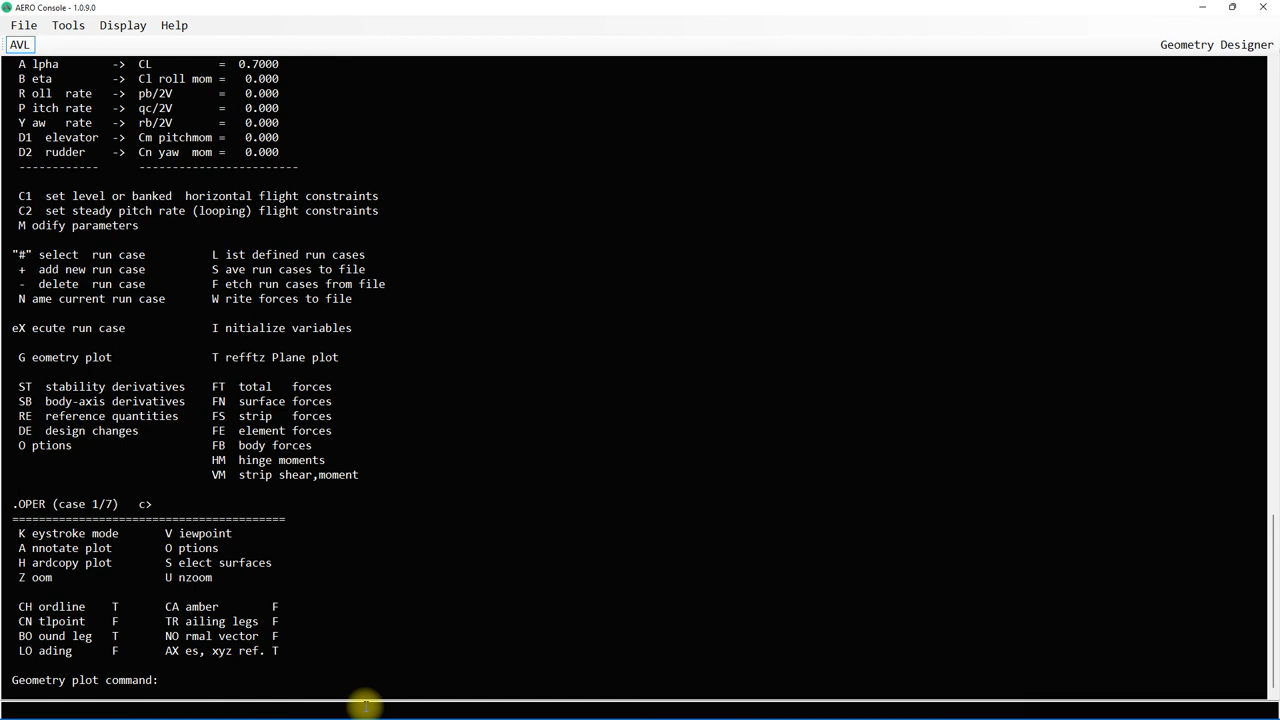 AERO Console - 1.0.9.0
File Tools Display Help
AVL Geometry Designer
A lpha -> CL = 0.7000
B eta -> Cl roll mom = 0.000
R oll rate -> pb/2V = 0.000
P itch rate -> qc/2V = 0.000
Y aw rate -> rb/2V = 0.000
D1 elevator -> Cm pitchmom = 0.000
D2 rudder -> Cn yaw mom = 0.000
------------ ------------------------
C1 set level or banked horizontal flight constraints
C2 set steady pitch rate (looping) flight constraints
M odify parameters
"#" select run case L ist defined run cases
+ add new run case S ave run cases to file
- delete run case F etch run cases from file
N ame current run case W rite forces to file
eX ecute run case I nitialize variables
G eometry plot T refftz Plane plot
ST stability derivatives FT total forces
SB body-axis derivatives FN surface forces
RE reference quantities FS strip forces
DE design changes FE element forces
O ptions FB body forces
HM hinge moments
VM strip shear,moment
.OPER (case 1/7) c>
=========================================
K eystroke mode V iewpoint
A nnotate plot O ptions
H ardcopy plot S elect surfaces
Z oom U nzoom
CH ordline T CA amber F
CN tlpoint F TR ailing legs F
BO ound leg T NO rmal vector F
LO ading F AX es, xyz ref. T
Geometry plot command: